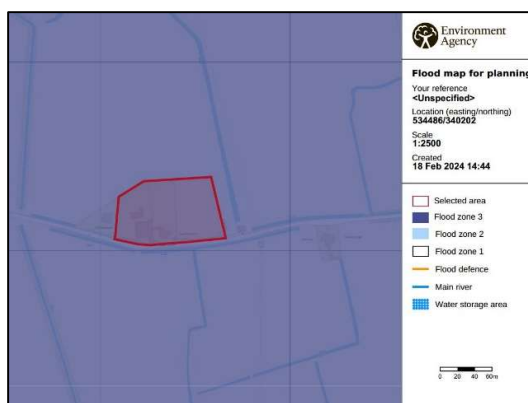 Environment
Agency
Flood map for planning
Your reference
<Unspecified>
Location (easting/northing)
534486/340202
Scale
1:2500
Created
18 Feb 2024 14:44
Selected area
Flood zone 3
Flood zone 2
Flood zone 1
Flood defence
Main river
Water storage area
0 20 40 60m